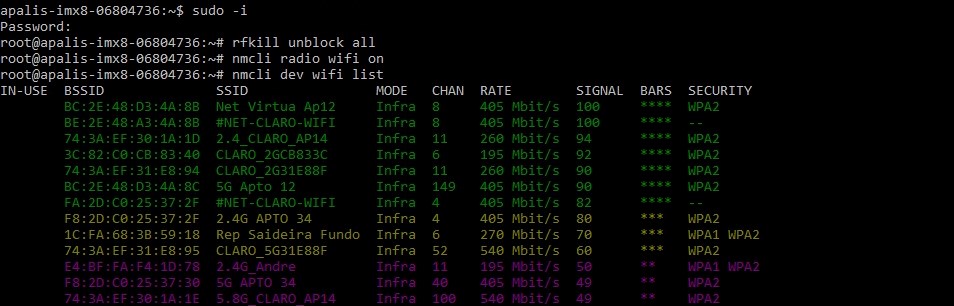 apalis-imx8-06804736:~$ sudo -i
Password:
root@apalis-imx8-06804736:~# rfkill unblock all
root@apalis-imx8-06804736:~# nmcli radio wifi on
root@apalis-imx8-06804736:~# nmcli dev wifi list
IN-USE BSSID SSID MODE CHAN RATE SIGNAL BARS SECURITY
BC:2E:48:D3:4A:8B Net Virtua Ap12 Infra 8 405 Mbit/s 100 **** WPA2
BE:2E:48:A3:4A:8B #NET-CLARO-WIFI Infra 8 405 Mbit/s 100 **** --
74:3A:EF:30:1A:1D 2.4_CLARO_AP14 Infra 11 260 Mbit/s 94 **** WPA2
3C:82:C0:CB:83:40 CLARO_2GCB833C Infra 6 195 Mbit/s 92 **** WPA2
74:3A:EF:31:E8:94 CLARO_2G31E88F Infra 11 260 Mbit/s 90 **** WPA2
BC:2E:48:D3:4A:8C 5G Apto 12 Infra 149 405 Mbit/s 90 **** WPA2
FA:2D:C0:25:37:2F #NET-CLARO-WIFI Infra 4 405 Mbit/s 82 **** --
F8:2D:C0:25:37:2F 2.4G APTO 34 Infra 4 405 Mbit/s 80 *** WPA2
1C:FA:68:3B:59:18 Rep Saideira Fundo Infra 6 270 Mbit/s 70 *** WPA1 WPA2
74:3A:EF:31:E8:95 CLARO_5G31E88F Infra 52 540 Mbit/s 60 *** WPA2
E4:BF:FA:F4:1D:78 2.4G_Andre Infra 11 195 Mbit/s 50 ** WPA1 WPA2
F8:2D:C0:25:37:30 5G APTO 34 Infra 40 405 Mbit/s 49 ** WPA2
74:3A:EF:30:1A:1E 5.8G_CLARO_AP14 Infra 100 540 Mbit/s 49 ** WPA2